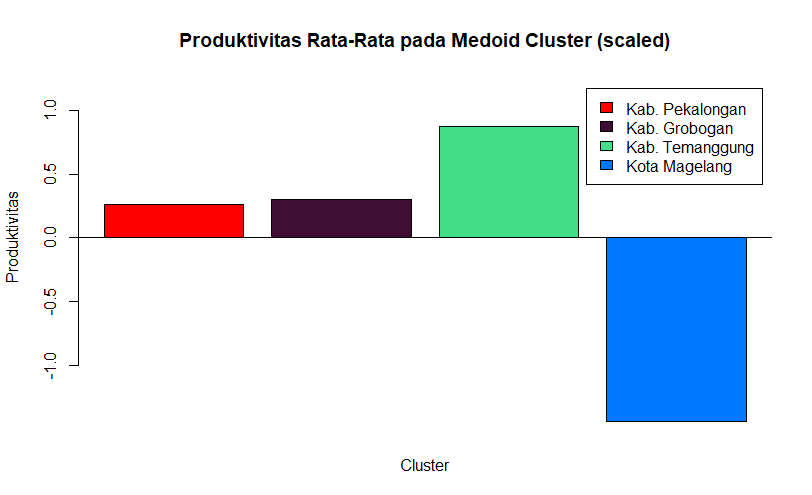 Produktivitas Rata-Rata pada Medoid Cluster (scaled)
Kab. Pekalongan
Kab. Grobogan
Kab. Temanggung
Kota Magelang
Produktivitas
1.0
0.5
0.0
-0.5
-1.0
Cluster